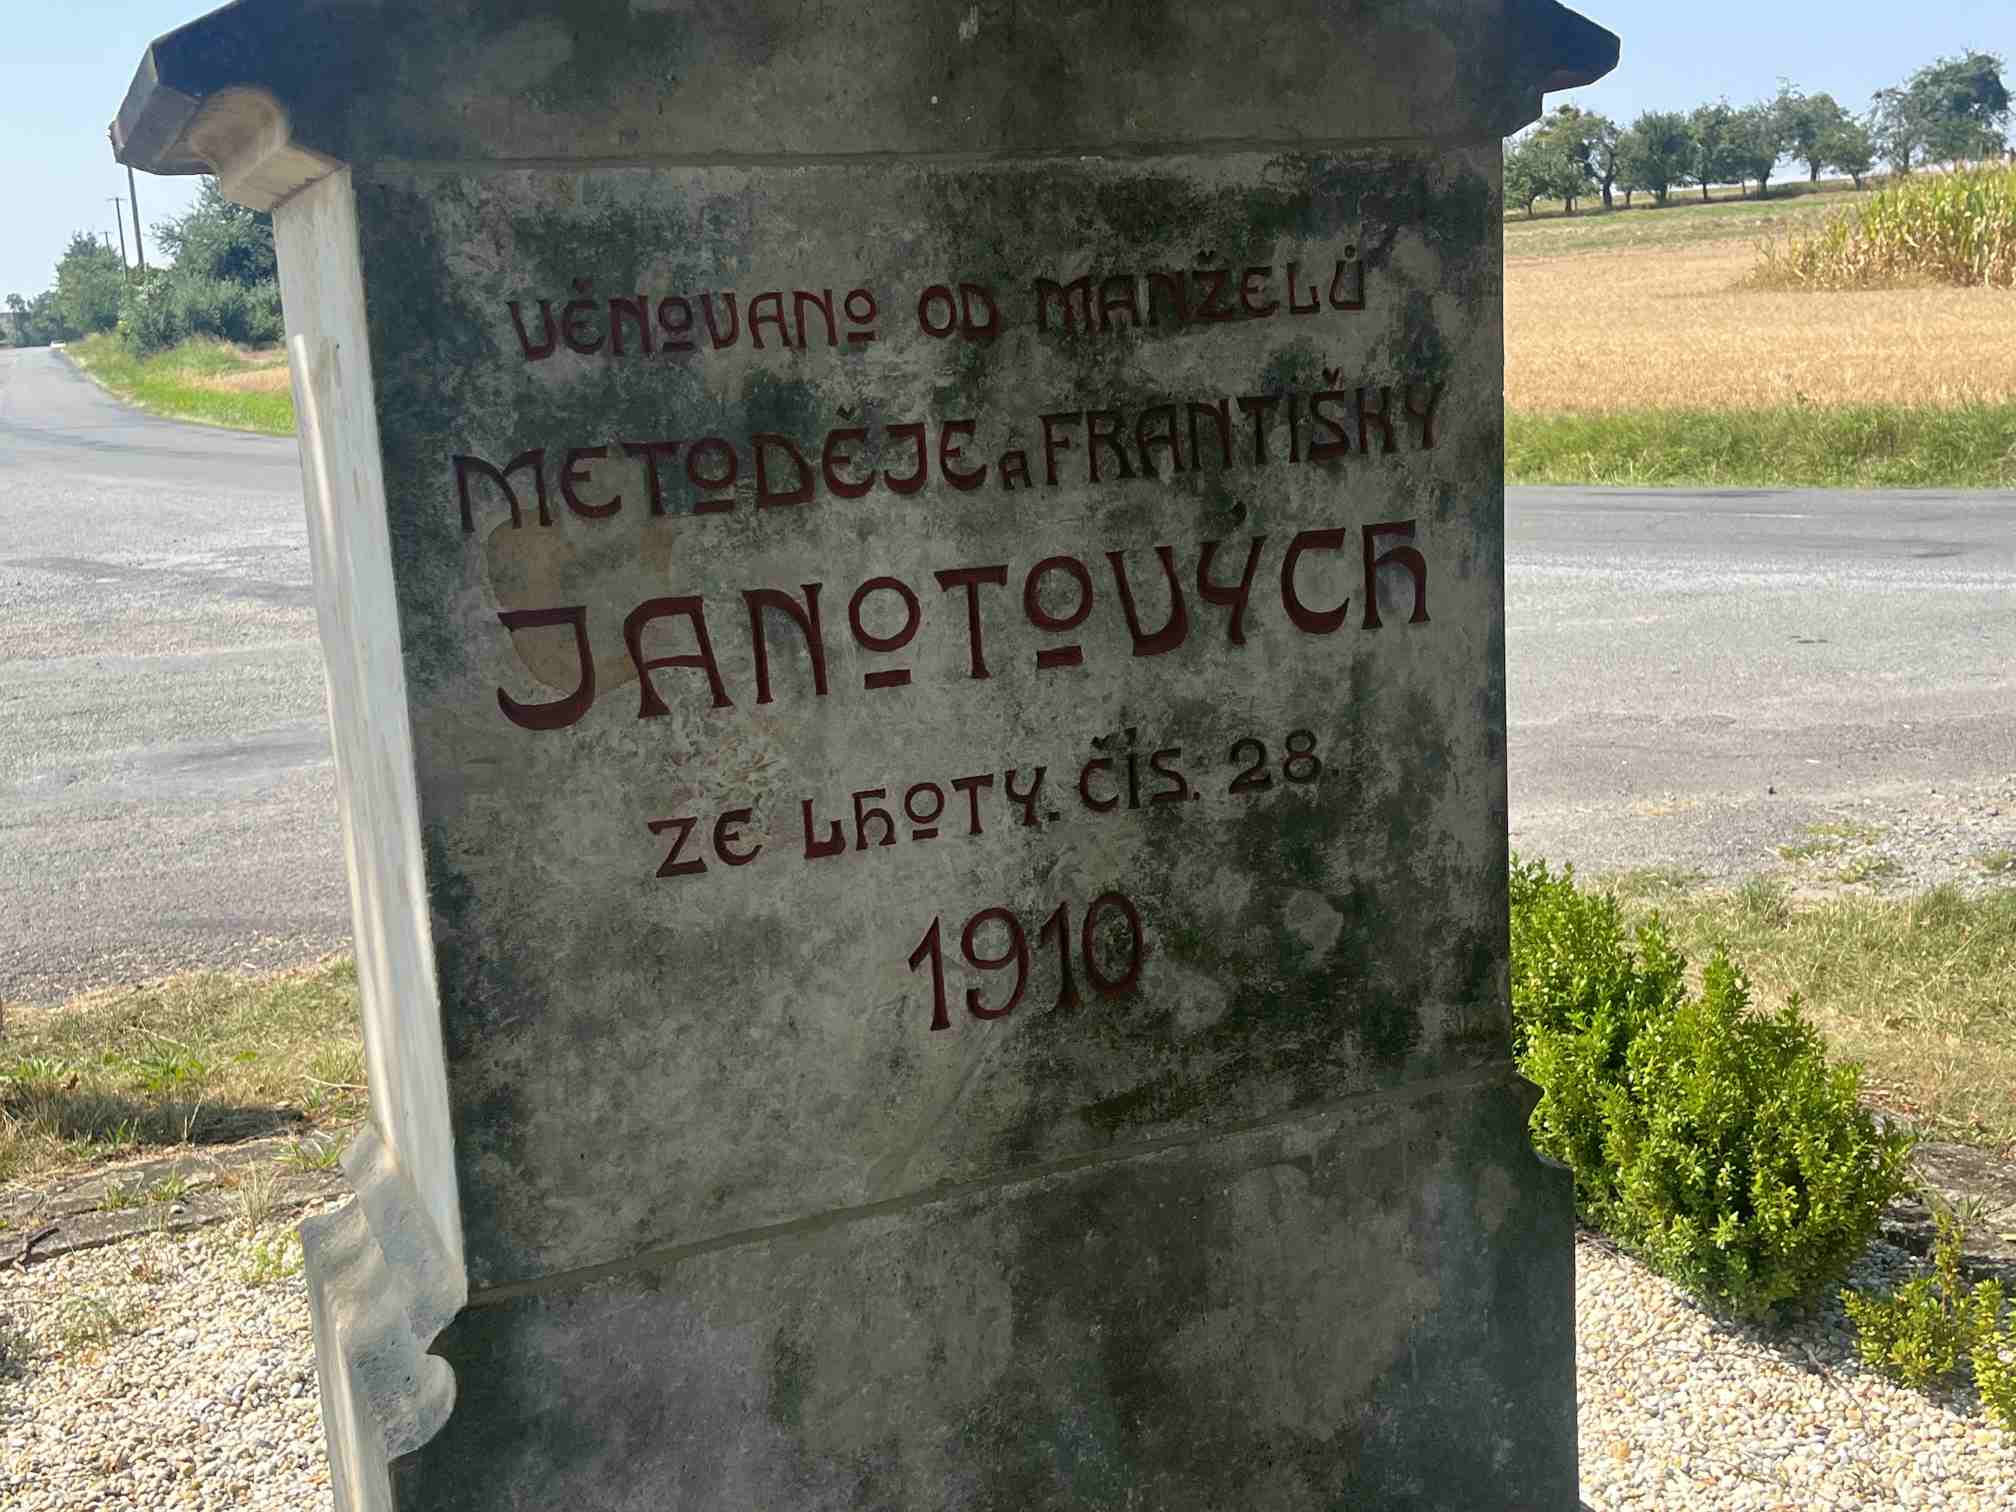 VĚNOVANO OD MANŽELŮ
METODĚJE A FRANTIŠKY
JANOTOVÝCH
ZE LHOTY. ČÍS. 28.
1910